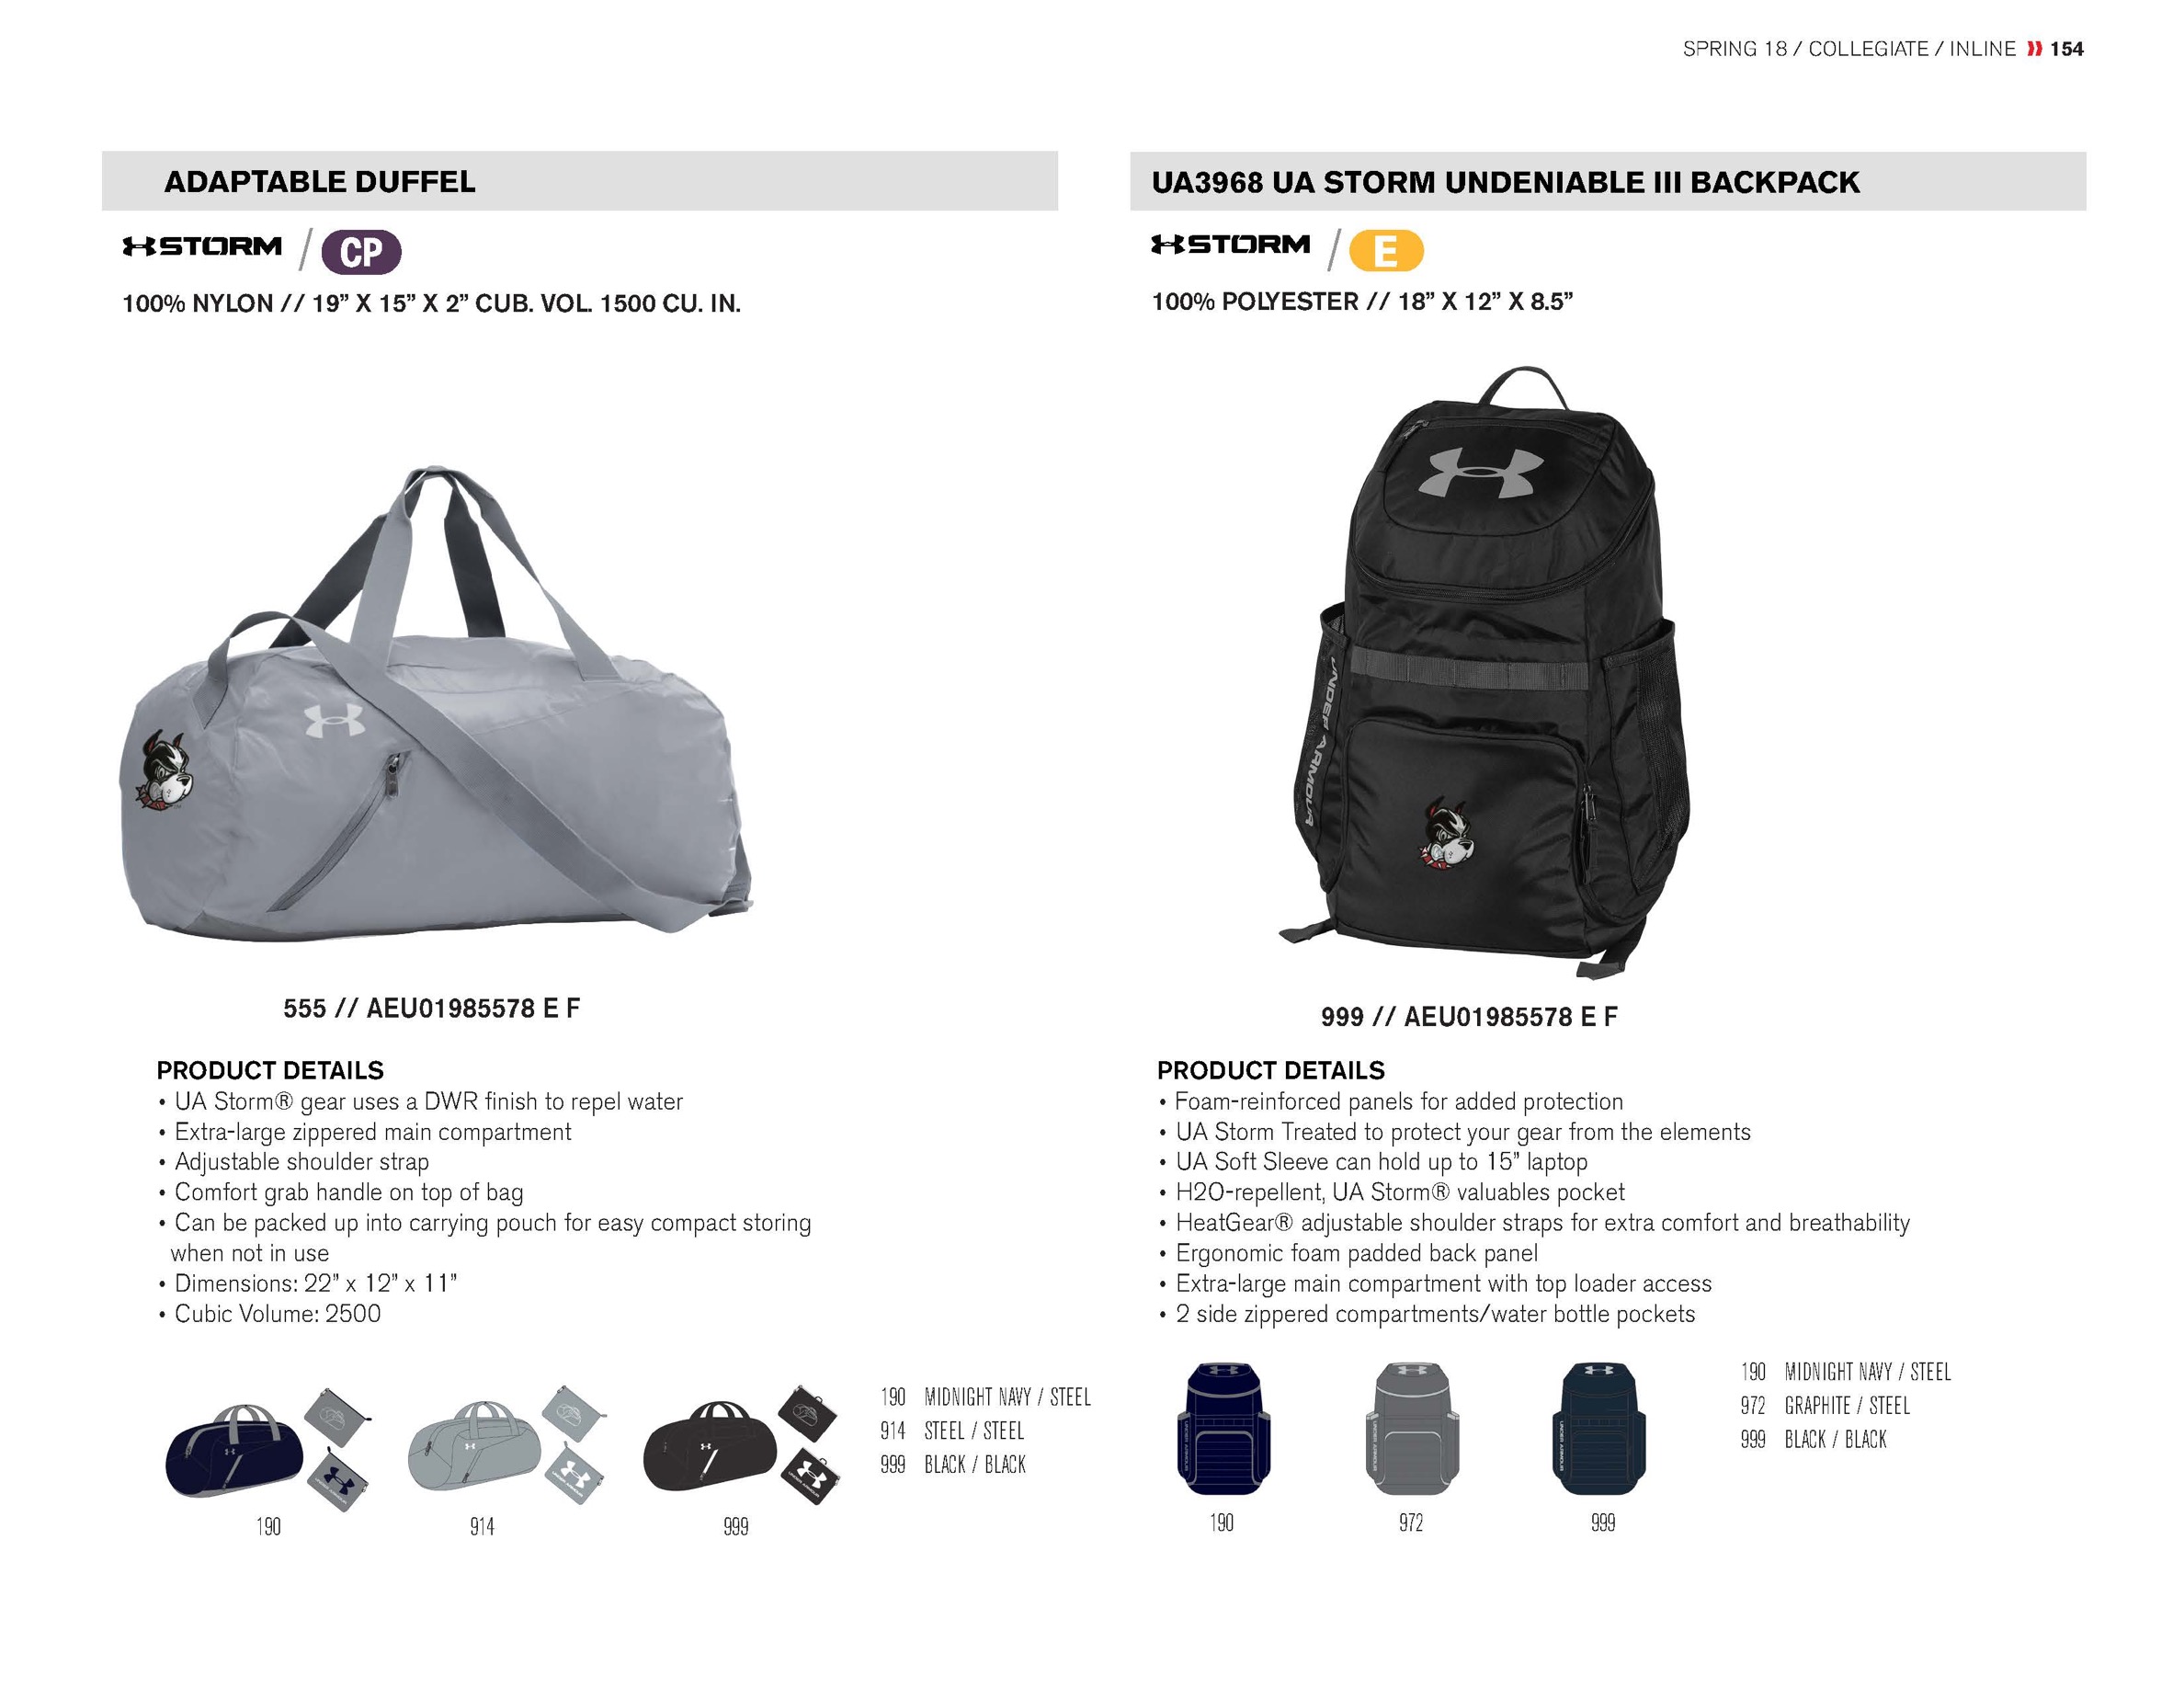 SPRING 18 / COLLEGIATE / INLINE 154
ADAPTABLE DUFFEL
STORM / CP
100% NYLON // 19” X 15” X 2” CUB. VOL. 1500 CU. IN.
555 // AEU01985578 E F
PRODUCT DETAILS
• UA Storm® gear uses a DWR finish to repel water
• Extra-large zippered main compartment
• Adjustable shoulder strap
• Comfort grab handle on top of bag
• Can be packed up into carrying pouch for easy compact storing
when not in use
• Dimensions: 22” x 12” x 11”
• Cubic Volume: 2500
190 MIDNIGHT NAVY / STEEL
914 STEEL / STEEL
999 BLACK / BLACK
190
914
999
UA3968 UA STORM UNDENIABLE III BACKPACK
STORM / E
100% POLYESTER // 18” X 12” X 8.5”
UNDER ARMOUR
999 // AEU01985578 E F
PRODUCT DETAILS
• Foam-reinforced panels for added protection
• UA Storm Treated to protect your gear from the elements
• UA Soft Sleeve can hold up to 15” laptop
• H2O-repellent, UA Storm® valuables pocket
• HeatGear® adjustable shoulder straps for extra comfort and breathability
• Ergonomic foam padded back panel
• Extra-large main compartment with top loader access
• 2 side zippered compartments/water bottle pockets
190 MIDNIGHT NAVY / STEEL
972 GRAPHITE / STEEL
999 BLACK / BLACK
190
972
999